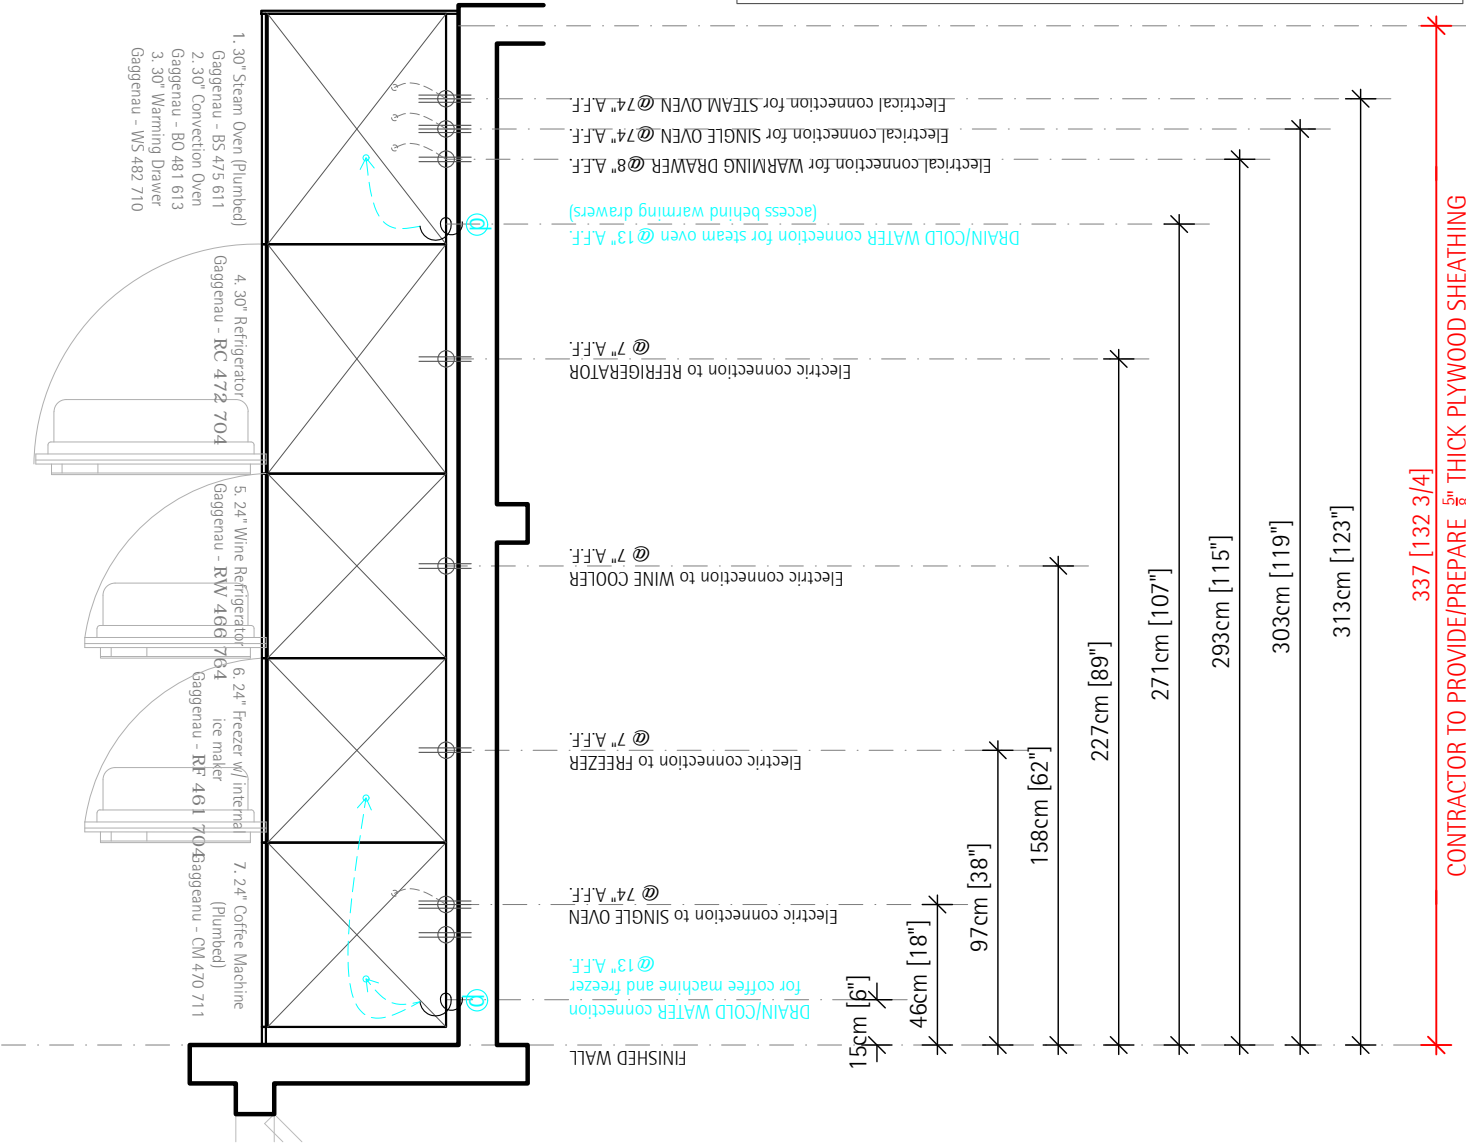 1. 30" Steam Oven (Plumbed)
Gaggenau - BS 475 611
2. 30" Convection Oven
Gaggenau - BO 481 613
3. 30" Warming Drawer
Gaggenau - WS 482 710
4. 30" Refrigerator
Gaggenau - RC 472 704
5. 24" Wine Refrigerator
Gaggenau - RW 466 764
6. 24" Freezer w/ internal
ice maker
Gaggenau - RF 461 704
7. 24" Coffee Machine
(Plumbed)
Gaggeanu - CM 470 711
Electrical connection for STEAM OVEN @74" A.F.F.
Electrical connection for SINGLE OVEN @74" A.F.F.
Electrical connection for WARMING DRAWER @8" A.F.F.
DRAIN/COLD WATER connection for steam oven @13" A.F.F.
(access behind warming drawers)
Electric connection to REFRIGERATOR
@ 7" A.F.F.
Electric connection to WINE COOLER
@ 7" A.F.F.
Electric connection to FREEZER
@ 7" A.F.F.
Electric connection to SINGLE OVEN
@ 74" A.F.F.
DRAIN/COLD WATER connection
for coffee machine and freezer
@13" A.F.F.
FINISHED WALL
15cm [6"]
46cm [18"]
97cm [38"]
158cm [62"]
227cm [89"]
271cm [107"]
293cm [115"]
303cm [119"]
313cm [123"]
337 [132 3/4]
CONTRACTOR TO PROVIDE/PREPARE 5/8" THICK PLYWOOD SHEATHING